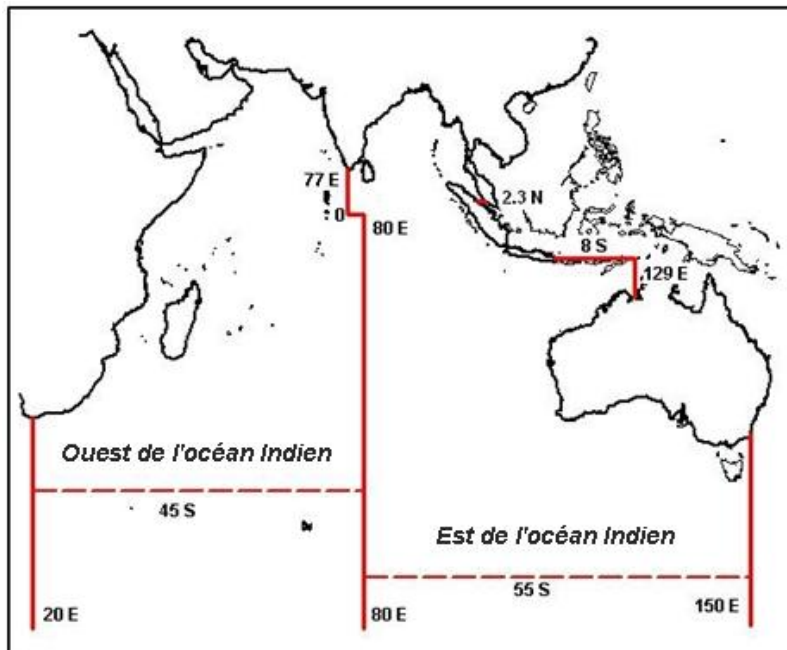 77 E
2.3 N
0
80 E
8 S
129 E
Ouest de l'océan Indien
45 S
Est de l'océan Indien
55 S
20 E
80 E
150 E